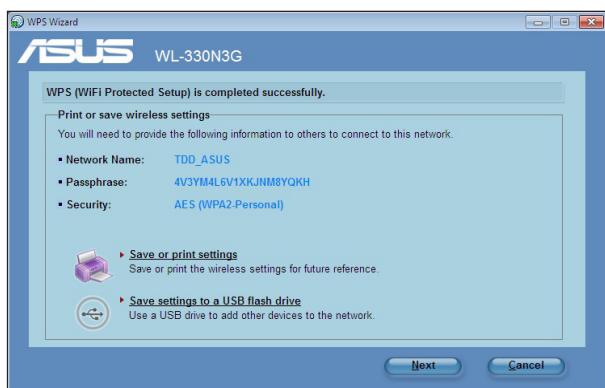 WPS Wizard
ASUS WL-330N3G
WPS (WiFi Protected Setup) is completed successfully.
Print or save wireless settings
You will need to provide the following information to others to connect to this network.
Network Name: TDD_ASUS
Passphrase: 4V3YM4L6V1XKJNM8YQKH
Security: AES (WPA2-Personal)
Save or print settings
Save or print the wireless settings for future reference.
Save settings to a USB flash drive
Use a USB drive to add other devices to the network.
Next Cancel